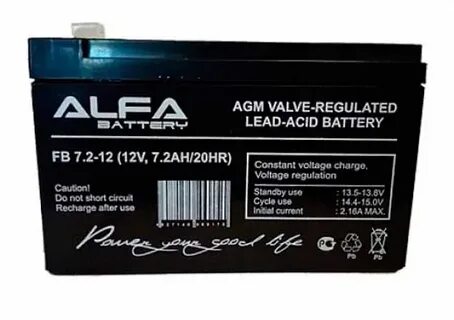 ALFA
BATTERY
AGM VALVE-REGULATED
LEAD-ACID BATTERY
FB 7.2-12 (12V, 7.2AH/20HR)
Constant voltage charge.
Voltage regulation
Standby use : 13.5-13.8V
Cycle use : 14.4-15.0V
Initial current : 2.16A MAX.
Caution!
Do not short circuit
Recharge after use
Power your good life
Pb Pb